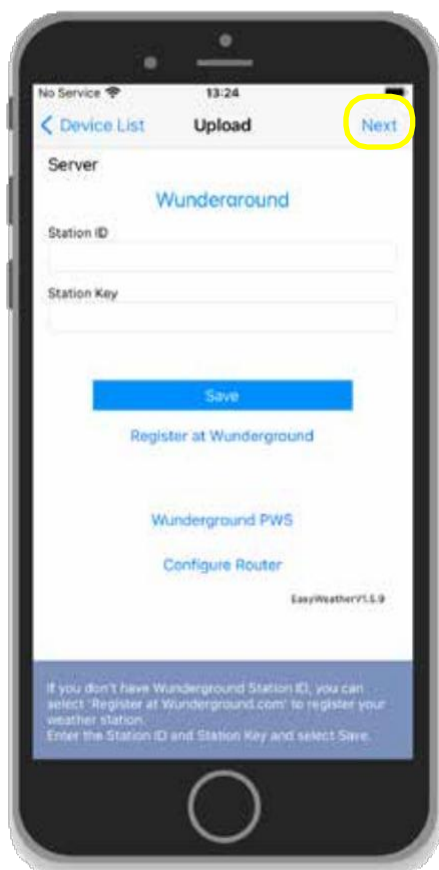 No Service 13:24
Device List Upload Next
Server
Wunderground
Station ID
Station Key
Save
Register at Wunderground
Wunderground PWS
Configure Router
EasyWeatherV1.5.9
If you don't have Wunderground Station ID, you can
select 'Register at Wunderground.com' to register your
weather station.
Enter the Station ID and Station Key and select Save.